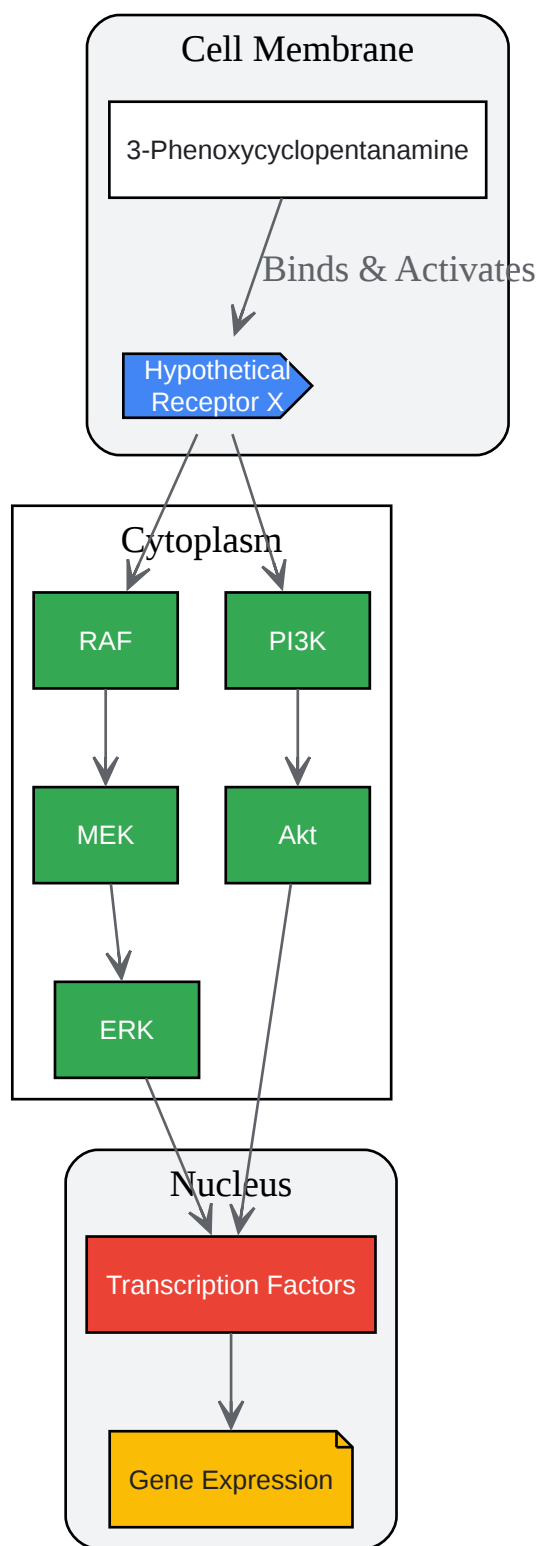 Cell Membrane
3-Phenoxycyclopentanamine
Binds & Activates
Hypothetical
Receptor X
Cytoplasm
RAF
PI3K
MEK
Akt
ERK
Nucleus
Transcription Factors
Gene Expression